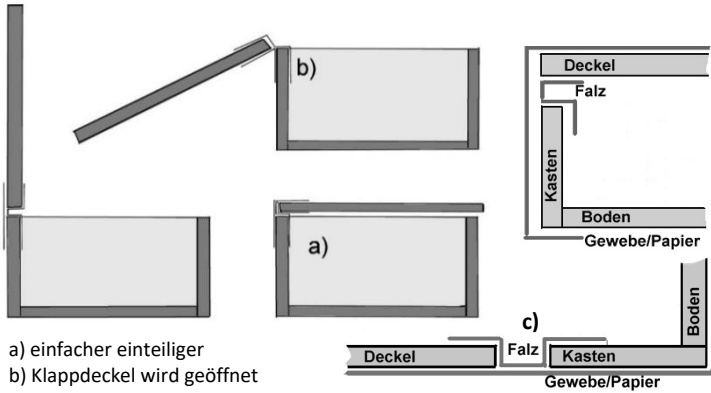 b)
a)
a) einfacher einteiliger
b) Klappdeckel wird geöffnet
Deckel
Falz
Kasten
Boden
Gewebe/Papier
c)
Boden
Deckel
Falz
Kasten
Gewebe/Papier